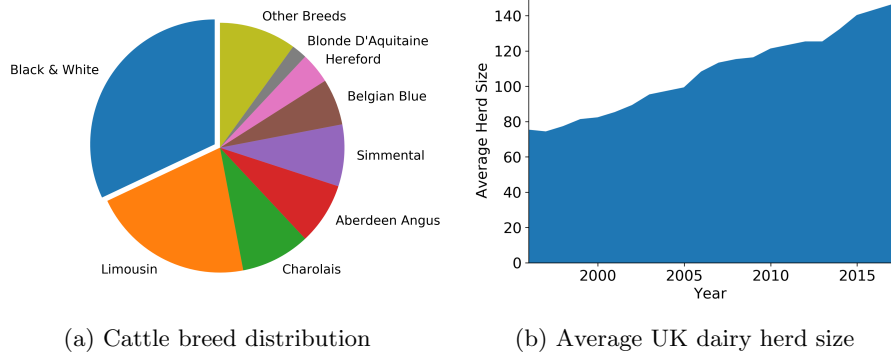 Other Breeds
Blonde D'Aquitaine
Hereford
Black & White
Belgian Blue
Simmental
Aberdeen Angus
Limousin
Charolais
(a) Cattle breed distribution
Average Herd Size
140
120
100
80
60
40
20
0
2000 2005 2010 2015
Year
(b) Average UK dairy herd size